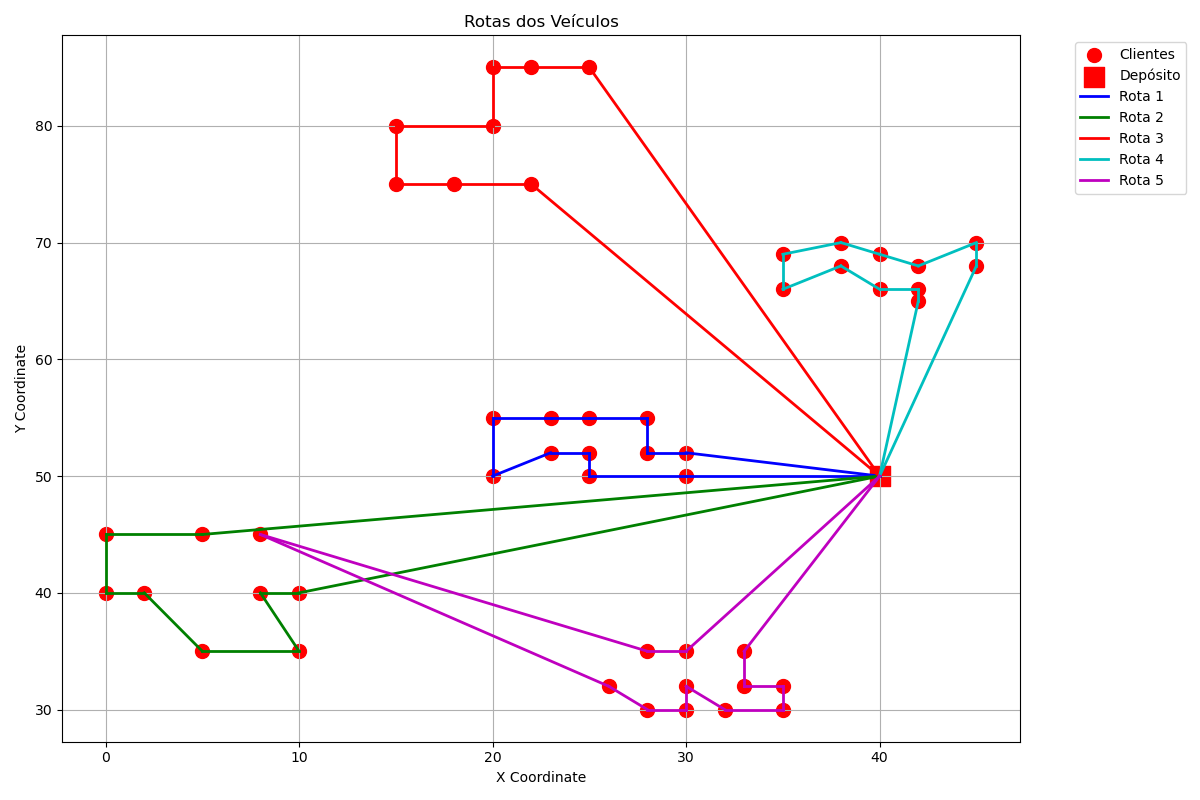 Rotas dos Veículos
Clientes
Depósito
Rota 1
Rota 2
Rota 3
Rota 4
Rota 5
Y Coordinate
80
70
60
50
40
30
0
10
20
30
40
X Coordinate